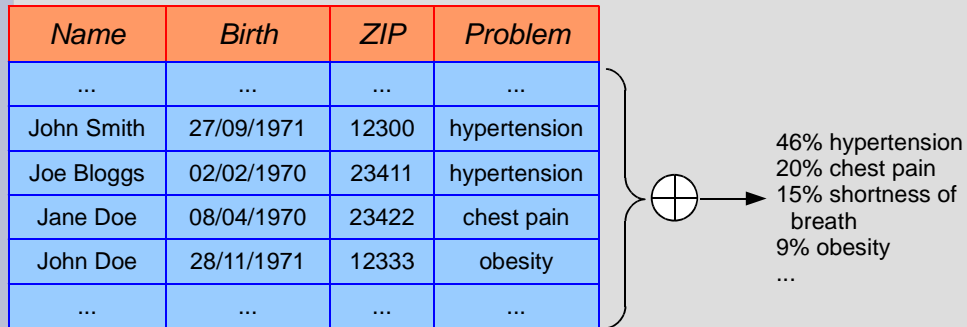 Name Birth ZIP Problem
... ... ... ...
John Smith 27/09/1971 12300 hypertension
Joe Bloggs 02/02/1970 23411 hypertension
Jane Doe 08/04/1970 23422 chest pain
John Doe 28/11/1971 12333 obesity
... ... ... ...
46% hypertension
20% chest pain
15% shortness of
breath
9% obesity
...